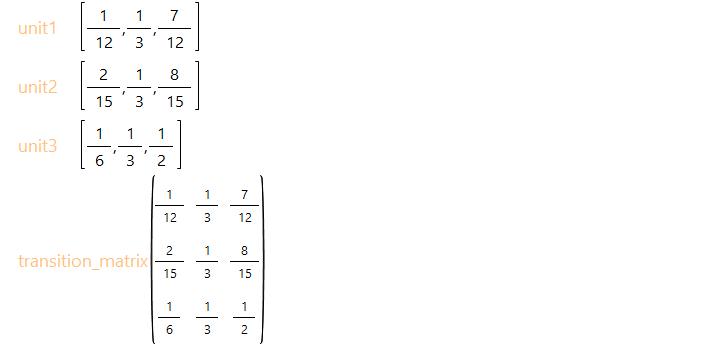 unit1 [1/12, 1/3, 7/12]
unit2 [2/15, 1/3, 8/15]
unit3 [1/6, 1/3, 1/2]
transition_matrix (1/12 1/3 7/12
2/15 1/3 8/15
1/6 1/3 1/2)